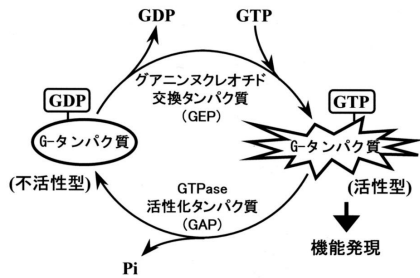 GDP
GTP
グアニンヌクレオチド
交換タンパク質
(GEP)
GDP
G-タンパク質
(不活性型)
GTP
G-タンパク質
(活性型)
GTPase
活性化タンパク質
(GAP)
機能発現
Pi